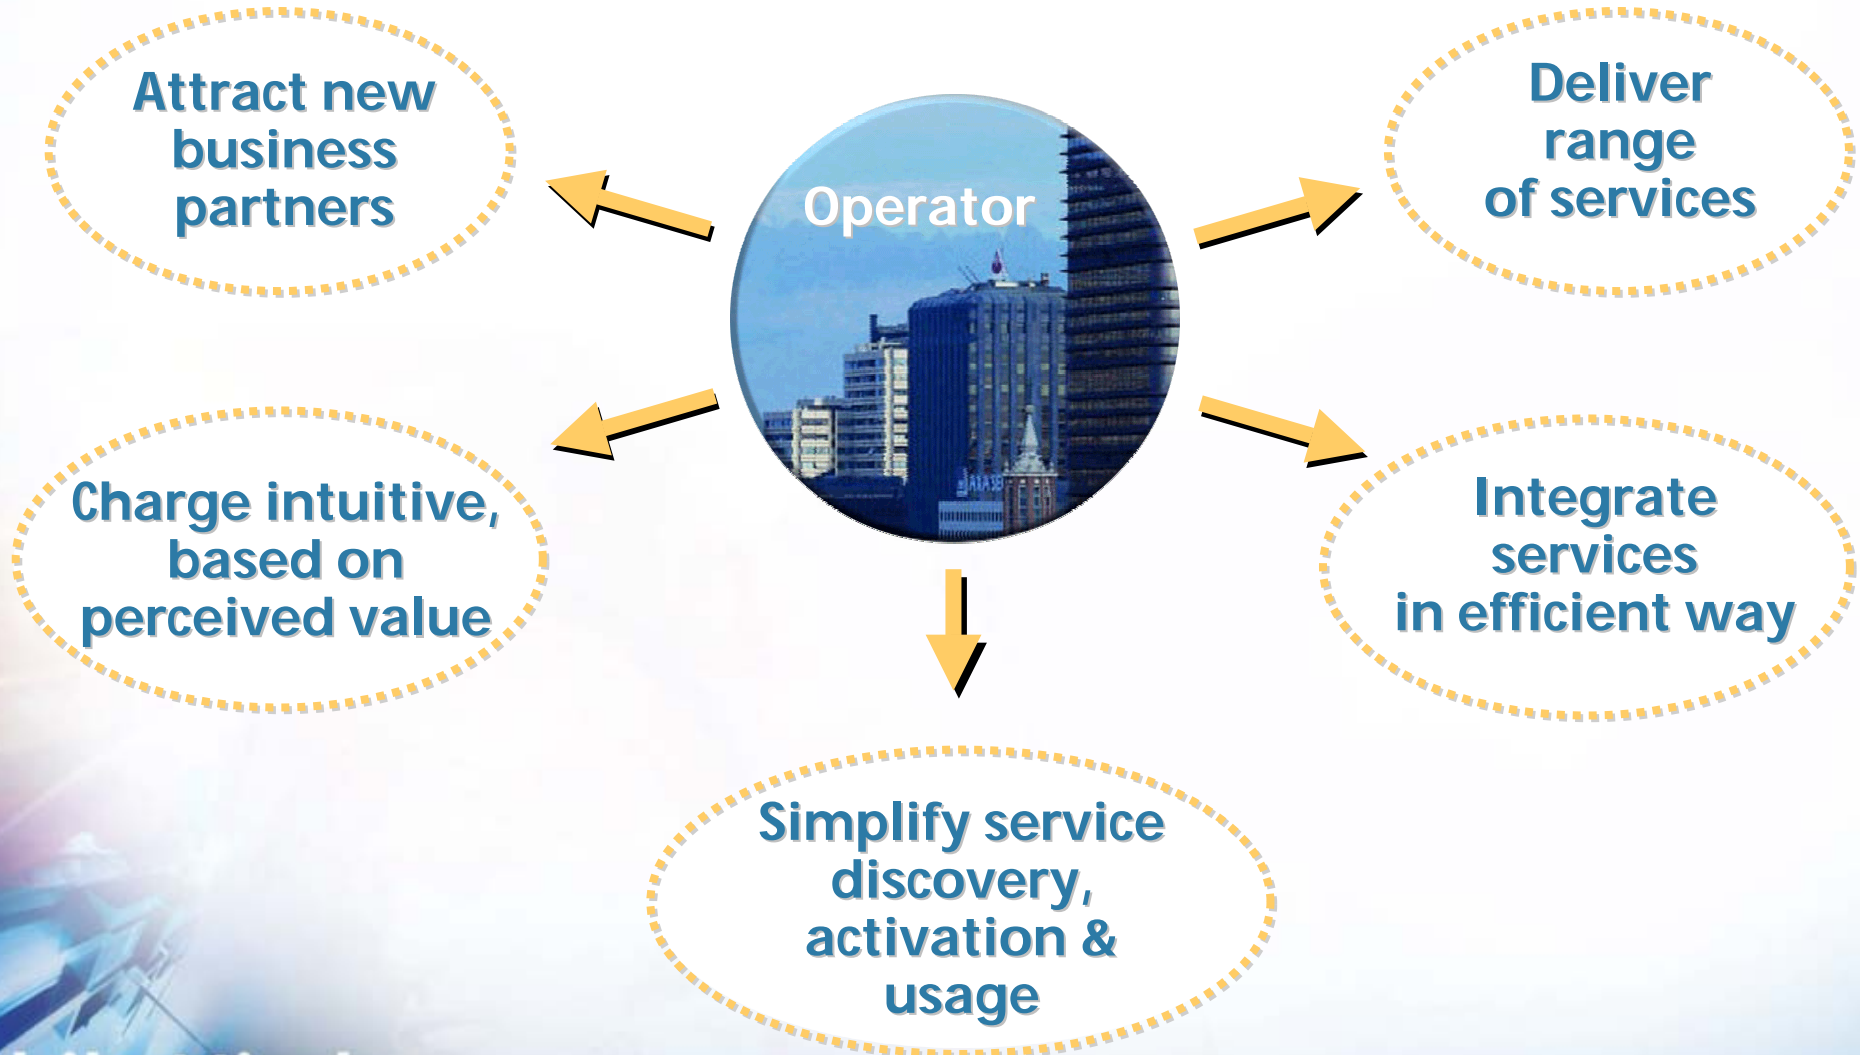 Attract new
business
partners
Operator
Deliver
range
of services
Charge intuitive,
based on
perceived value
Integrate
services
in efficient way
Simplify service
discovery,
activation &
usage